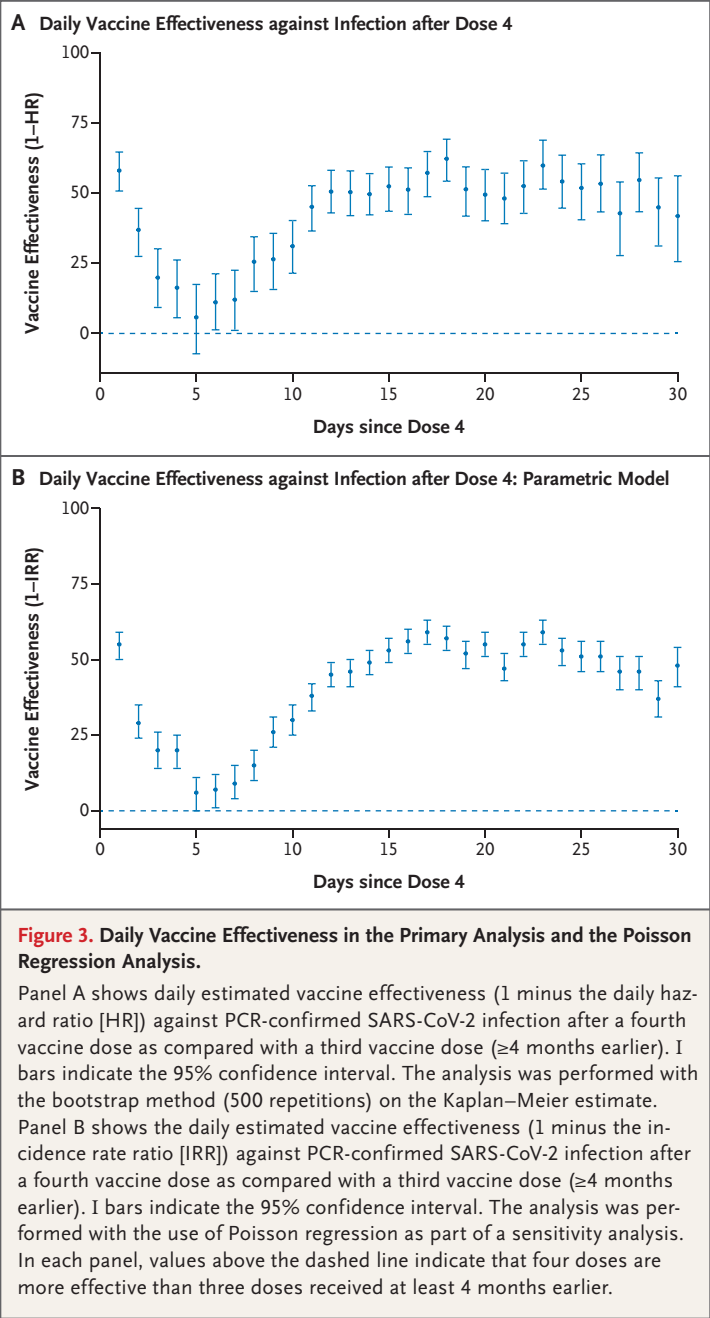 A Daily Vaccine Effectiveness against Infection after Dose 4
100
75
50
25
0
Vaccine Effectiveness (1–HR)
0 5 10 15 20 25 30
Days since Dose 4
B Daily Vaccine Effectiveness against Infection after Dose 4: Parametric Model
100
75
50
25
0
Vaccine Effectiveness (1–IRR)
0 5 10 15 20 25 30
Days since Dose 4
Figure 3. Daily Vaccine Effectiveness in the Primary Analysis and the Poisson
Regression Analysis.
Panel A shows daily estimated vaccine effectiveness (1 minus the daily haz-
ard ratio [HR]) against PCR-confirmed SARS-CoV-2 infection after a fourth
vaccine dose as compared with a third vaccine dose (≥4 months earlier). I
bars indicate the 95% confidence interval. The analysis was performed with
the bootstrap method (500 repetitions) on the Kaplan–Meier estimate.
Panel B shows the daily estimated vaccine effectiveness (1 minus the in-
cidence rate ratio [IRR]) against PCR-confirmed SARS-CoV-2 infection after
a fourth vaccine dose as compared with a third vaccine dose (≥4 months
earlier). I bars indicate the 95% confidence interval. The analysis was per-
formed with the use of Poisson regression as part of a sensitivity analysis.
In each panel, values above the dashed line indicate that four doses are
more effective than three doses received at least 4 months earlier.